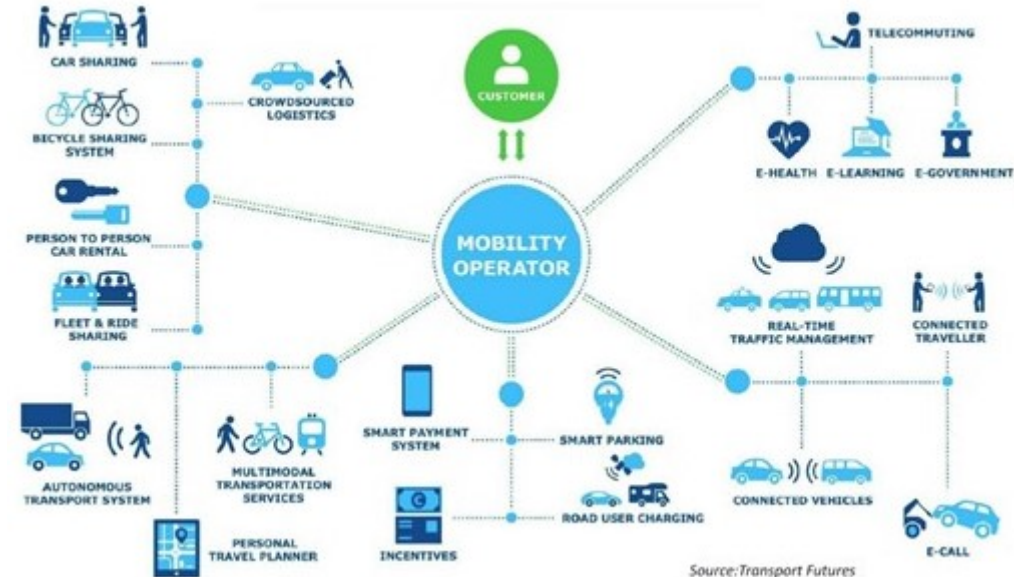 CAR SHARING
CROWDSOURCED
LOGISTICS
BICYCLE SHARING
SYSTEM
PERSON TO PERSON
CAR RENTAL
FLEET & RIDE
SHARING
CUSTOMER
MOBILITY
OPERATOR
TELECOMMUTING
E-HEALTH
E-LEARNING
E-GOVERNMENT
REAL-TIME
TRAFFIC MANAGEMENT
CONNECTED
TRAVELLER
AUTONOMOUS
TRANSPORT SYSTEM
MULTIMODAL
TRANSPORTATION
SERVICES
PERSONAL
TRAVEL PLANNER
SMART PAYMENT
SYSTEM
SMART PARKING
INCENTIVES
ROAD USER CHARGING
CONNECTED VEHICLES
E-CALL
Source:Transport Futures